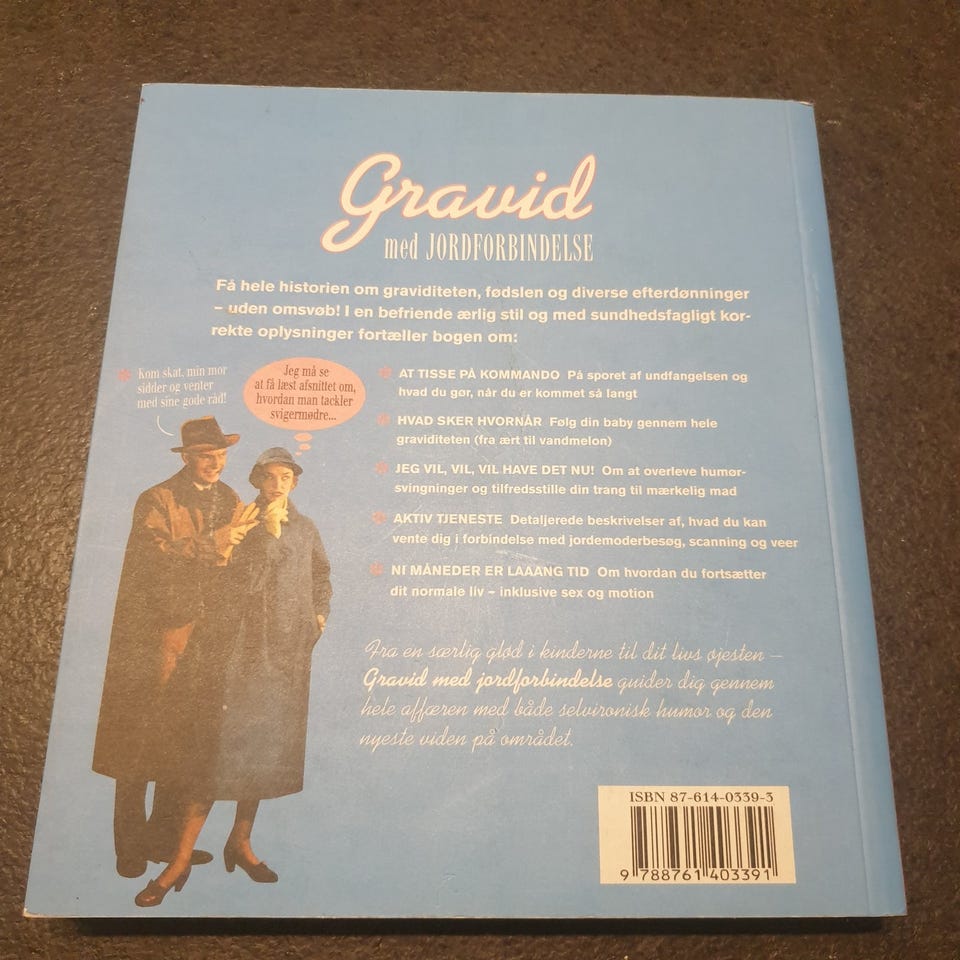 Gravid
med JORDFORBINDELSE
Få hele historien om graviditeten, fødslen og diverse efterdønninger
– uden omsvøb! I en befriende ærlig stil og med sundhedsfagligt kor-
rekte oplysninger fortæller bogen om:
Kom skat, min mor
sidder og venter
med sine gode råd!
Jeg må se
at få læst afsnittet om,
hvordan man tackler
svigermødre...
* AT TISSE PÅ KOMMANDO På sporet af undfangelsen og
hvad du gør, når du er kommet så langt
* HVAD SKER HVORNÅR Følg din baby gennem hele
graviditeten (fra ært til vandmelon)
* JEG VIL, VIL, VIL HAVE DET NU! Om at overleve humør-
svingninger og tilfredsstille din trang til mærkelig mad
* AKTIV TJENESTE Detaljerede beskrivelser af, hvad du kan
vente dig i forbindelse med jordemoderbesøg, scanning og veer
* NI MÅNEDER ER LAAANG TID Om hvordan du fortsætter
dit normale liv – inklusive sex og motion
Fra en særlig glød i kinderne til dit livs øjesten –
Gravid med jordforbindelse guider dig gennem
hele affæren med både selvironisk humor og den
nyeste viden på området.
ISBN 87-614-0339-3
9 788761 403391